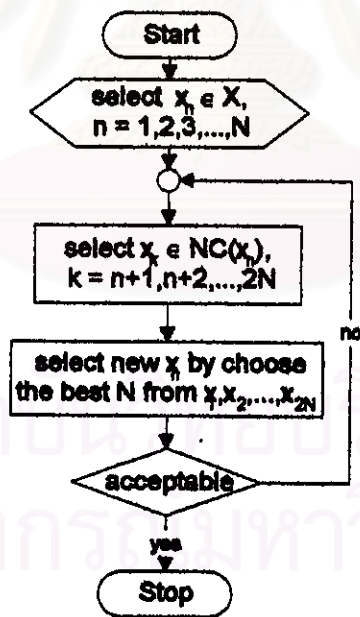 Start
select xₙ ∈ X,
n = 1,2,3,...,N
select xₖ ∈ NC(xₙ),
k = n+1,n+2,...,2N
no
select new xₙ by choose
the best N from x₁,x₂,...,x₂N
acceptable
yes
Stop